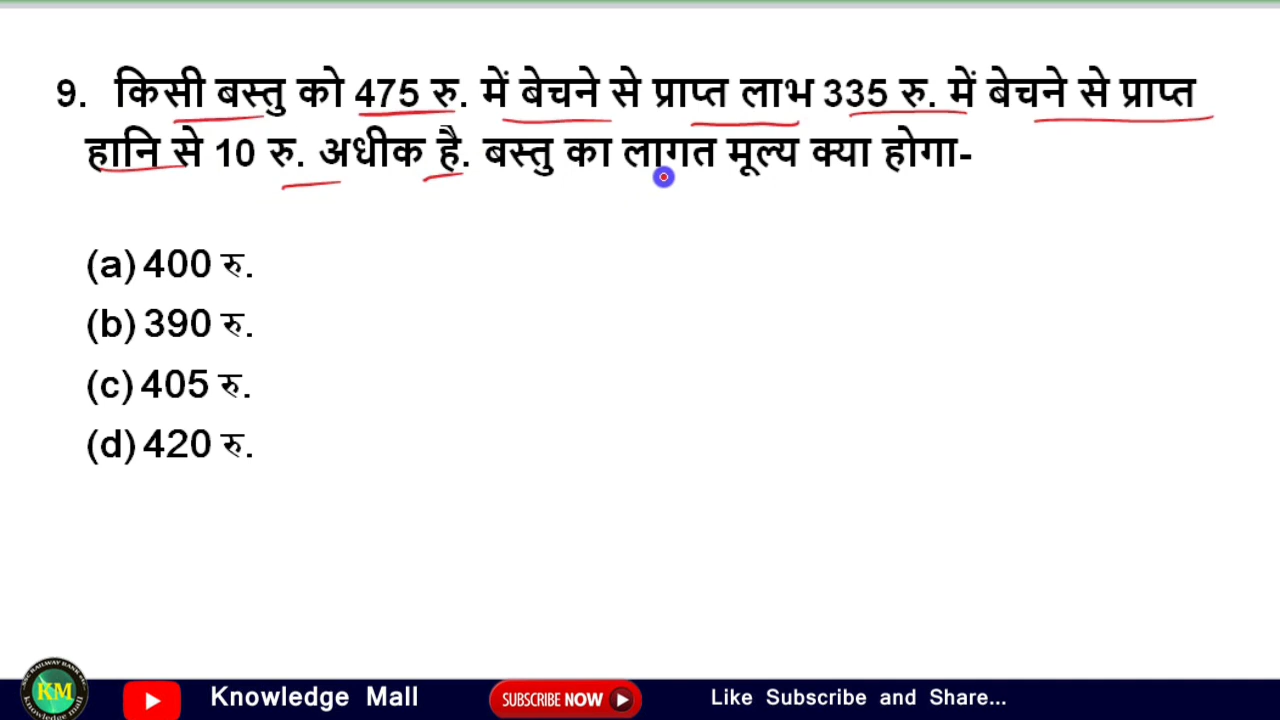 9. किसी बस्तु को 475 रु. में बेचने से प्राप्त लाभ 335 रु. में बेचने से प्राप्त
हानि से 10 रु. अधीक है. बस्तु का लागत मूल्य क्या होगा-
(a) 400 रु.
(b) 390 रु.
(c) 405 रु.
(d) 420 रु.
KM
Knowledge Mall
SUBSCRIBE NOW
Like Subscribe and Share...